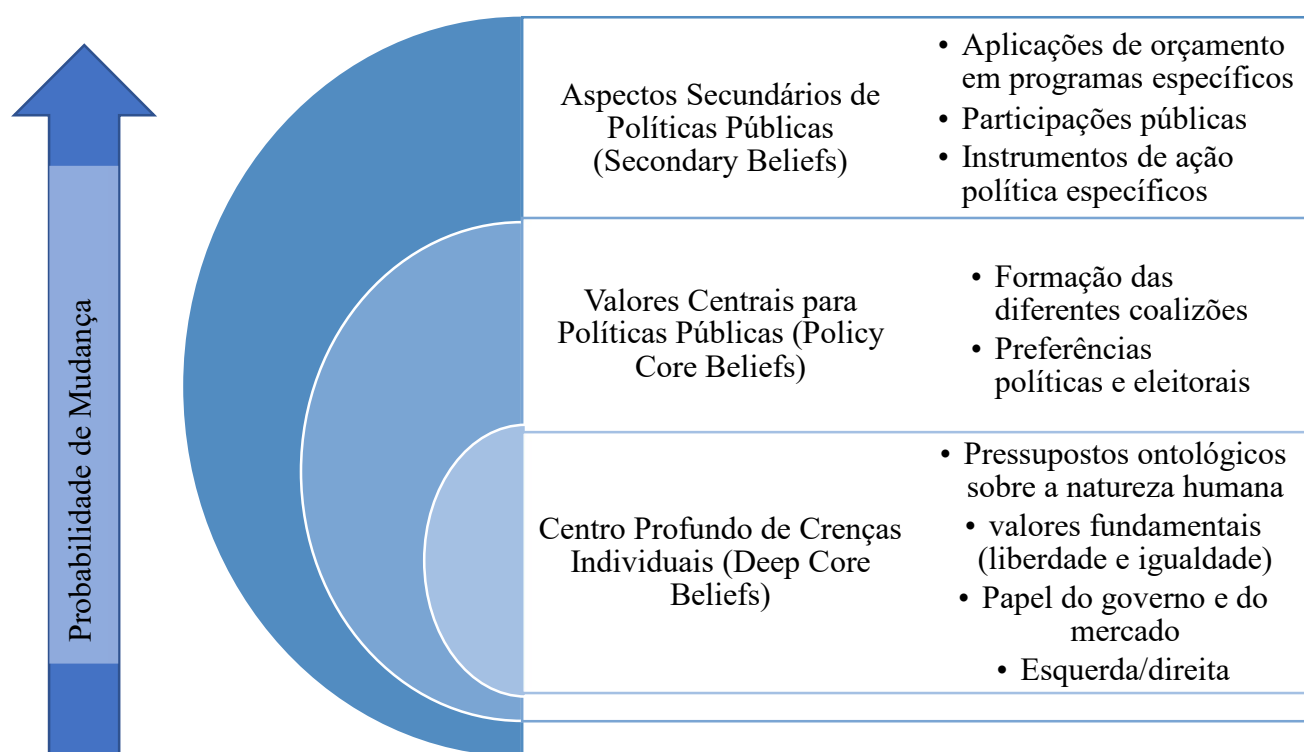 Probabilidade de Mudança
Aspectos Secundários de
Políticas Públicas
(Secondary Beliefs)
• Aplicações de orçamento
em programas específicos
• Participações públicas
• Instrumentos de ação
política específicos
Valores Centrais para
Políticas Públicas (Policy
Core Beliefs)
• Formação das
diferentes coalizões
• Preferências
políticas e eleitorais
Centro Profundo de Crenças
Individuais (Deep Core
Beliefs)
• Pressupostos ontológicos
sobre a natureza humana
• valores fundamentais
(liberdade e igualdade)
• Papel do governo e do
mercado
• Esquerda/direita